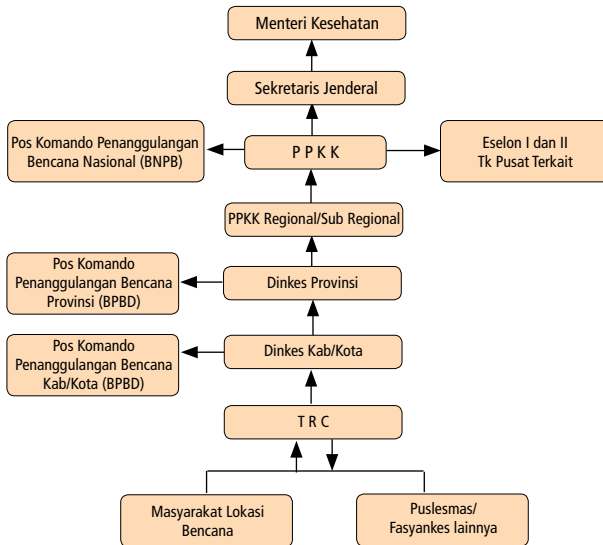 Menteri Kesehatan
Sekretaris Jenderal
Pos Komando Penanggulangan
Bencana Nasional (BNPB)
P P K K
Eselon I dan II
Tk Pusat Terkait
PPKK Regional/Sub Regional
Pos Komando
Penanggulangan Bencana
Provinsi (BPBD)
Dinkes Provinsi
Pos Komando
Penanggulangan Bencana
Kab/Kota (BPBD)
Dinkes Kab/Kota
T R C
Masyarakat Lokasi
Bencana
Puslesmas/
Fasyankes lainnya